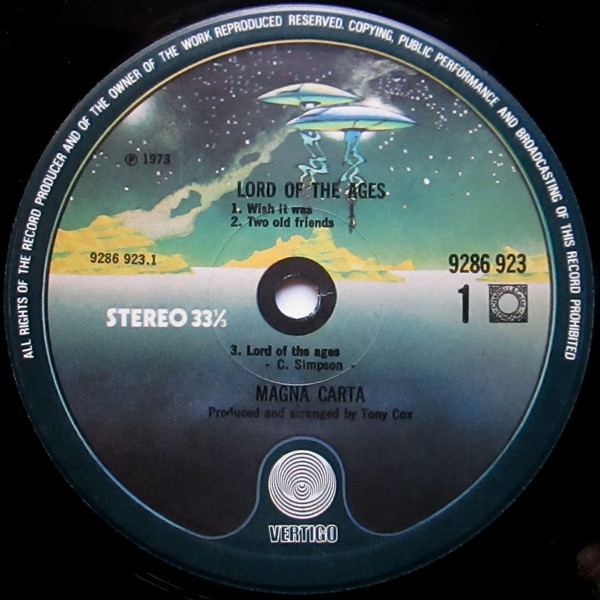 ALL RIGHTS OF THE RECORD PRODUCER AND OF THE OWNER OF THE WORK REPRODUCED RESERVED. COPYING, PUBLIC PERFORMANCE AND BROADCASTING OF THIS RECORD PROHIBITED
℗ 1973
LORD OF THE AGES
1. Wish it was
2. Two old friends
9286 923.1
9286 923
STEREO 33⅓
1
3. Lord of the ages
- C. Simpson -
MAGNA CARTA
Produced and arranged by Tony Cox
VERTIGO